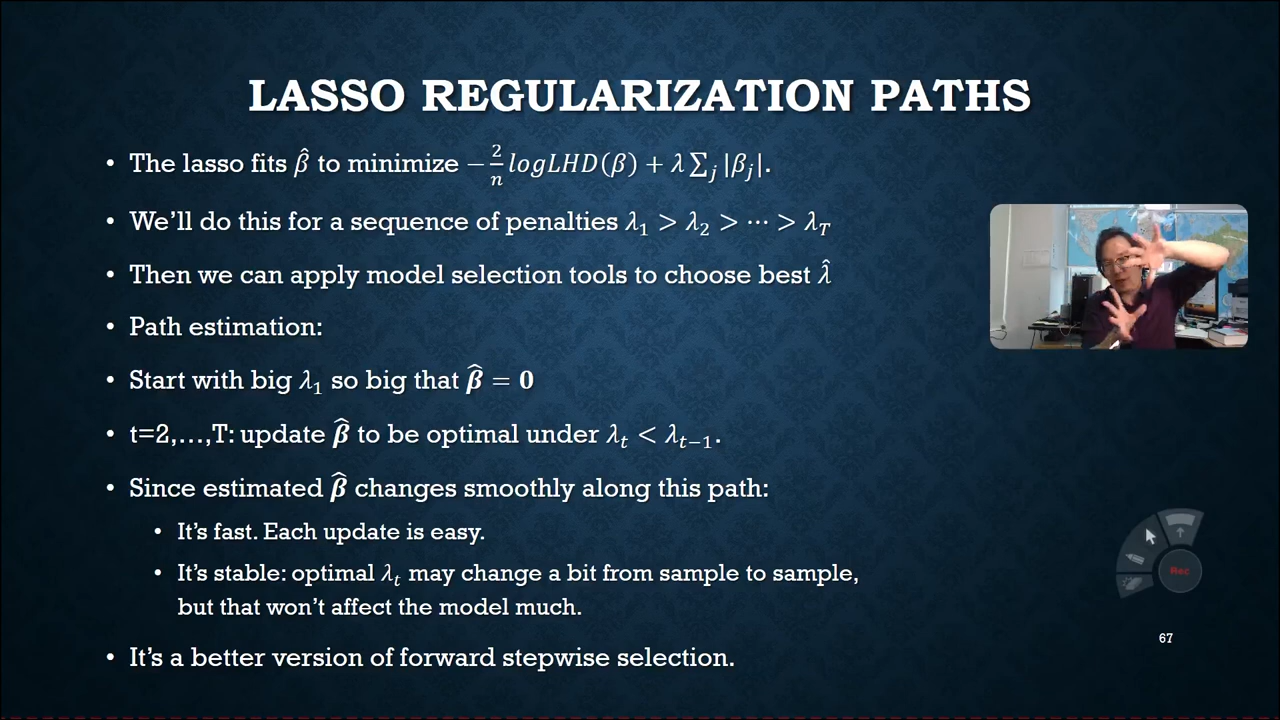 LASSO REGULARIZATION PATHS
• The lasso fits β̂ to minimize −2/n logLHD(β) + λ∑ⱼ|βⱼ|.
• We'll do this for a sequence of penalties λ₁ > λ₂ > ⋯ > λ_T
• Then we can apply model selection tools to choose best λ̂
• Path estimation:
• Start with big λ₁ so big that β̂ = 0
• t=2,…,T: update β̂ to be optimal under λₜ < λₜ₋₁.
• Since estimated β̂ changes smoothly along this path:
• It's fast. Each update is easy.
• It's stable: optimal λₜ may change a bit from sample to sample,
but that won't affect the model much.
• It's a better version of forward stepwise selection.
Rec
67